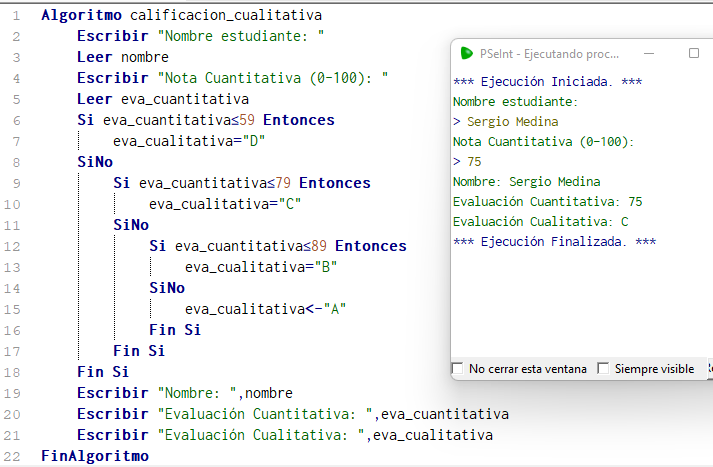 1 Algoritmo calificacion_cualitativa
2 Escribir "Nombre estudiante: "
3 Leer nombre
4 Escribir "Nota Cuantitativa (0-100): "
5 Leer eva_cuantitativa
6 Si eva_cuantitativa≤59 Entonces
7 eva_cualitativa="D"
8 SiNo
9 Si eva_cuantitativa≤79 Entonces
10 eva_cualitativa="C"
11 SiNo
12 Si eva_cuantitativa≤89 Entonces
13 eva_cualitativa="B"
14 SiNo
15 eva_cualitativa<-"A"
16 Fin Si
17 Fin Si
18 Fin Si
19 Escribir "Nombre: ",nombre
20 Escribir "Evaluación Cuantitativa: ",eva_cuantitativa
21 Escribir "Evaluación Cualitativa: ",eva_cualitativa
22 FinAlgoritmo
PSeInt - Ejecutando proc...
*** Ejecución Iniciada. ***
Nombre estudiante:
> Sergio Medina
Nota Cuantitativa (0-100):
> 75
Nombre: Sergio Medina
Evaluación Cuantitativa: 75
Evaluación Cualitativa: C
*** Ejecución Finalizada. ***
No cerrar esta ventana Siempre visible